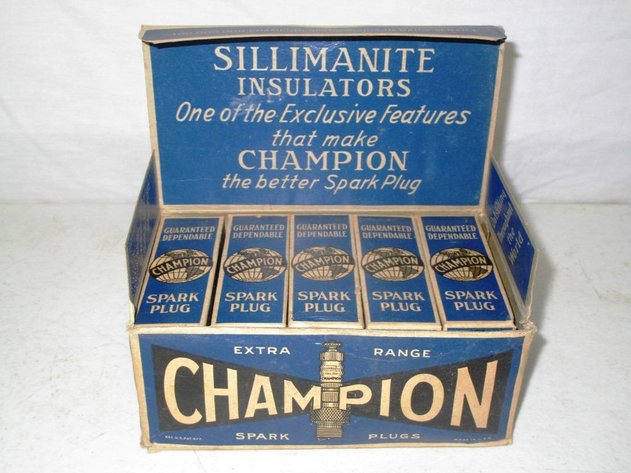 SILLIMANITE
INSULATORS
One of the Exclusive Features
that make
CHAMPION
the better Spark Plug
GUARANTEED
DEPENDABLE
CHAMPION
SPARK
PLUG
GUARANTEED
DEPENDABLE
CHAMPION
SPARK
PLUG
GUARANTEED
DEPENDABLE
CHAMPION
SPARK
PLUG
GUARANTEED
DEPENDABLE
CHAMPION
SPARK
PLUG
GUARANTEED
DEPENDABLE
CHAMPION
SPARK
PLUG
the
World
EXTRA RANGE
CHAMPION
SPARK PLUGS